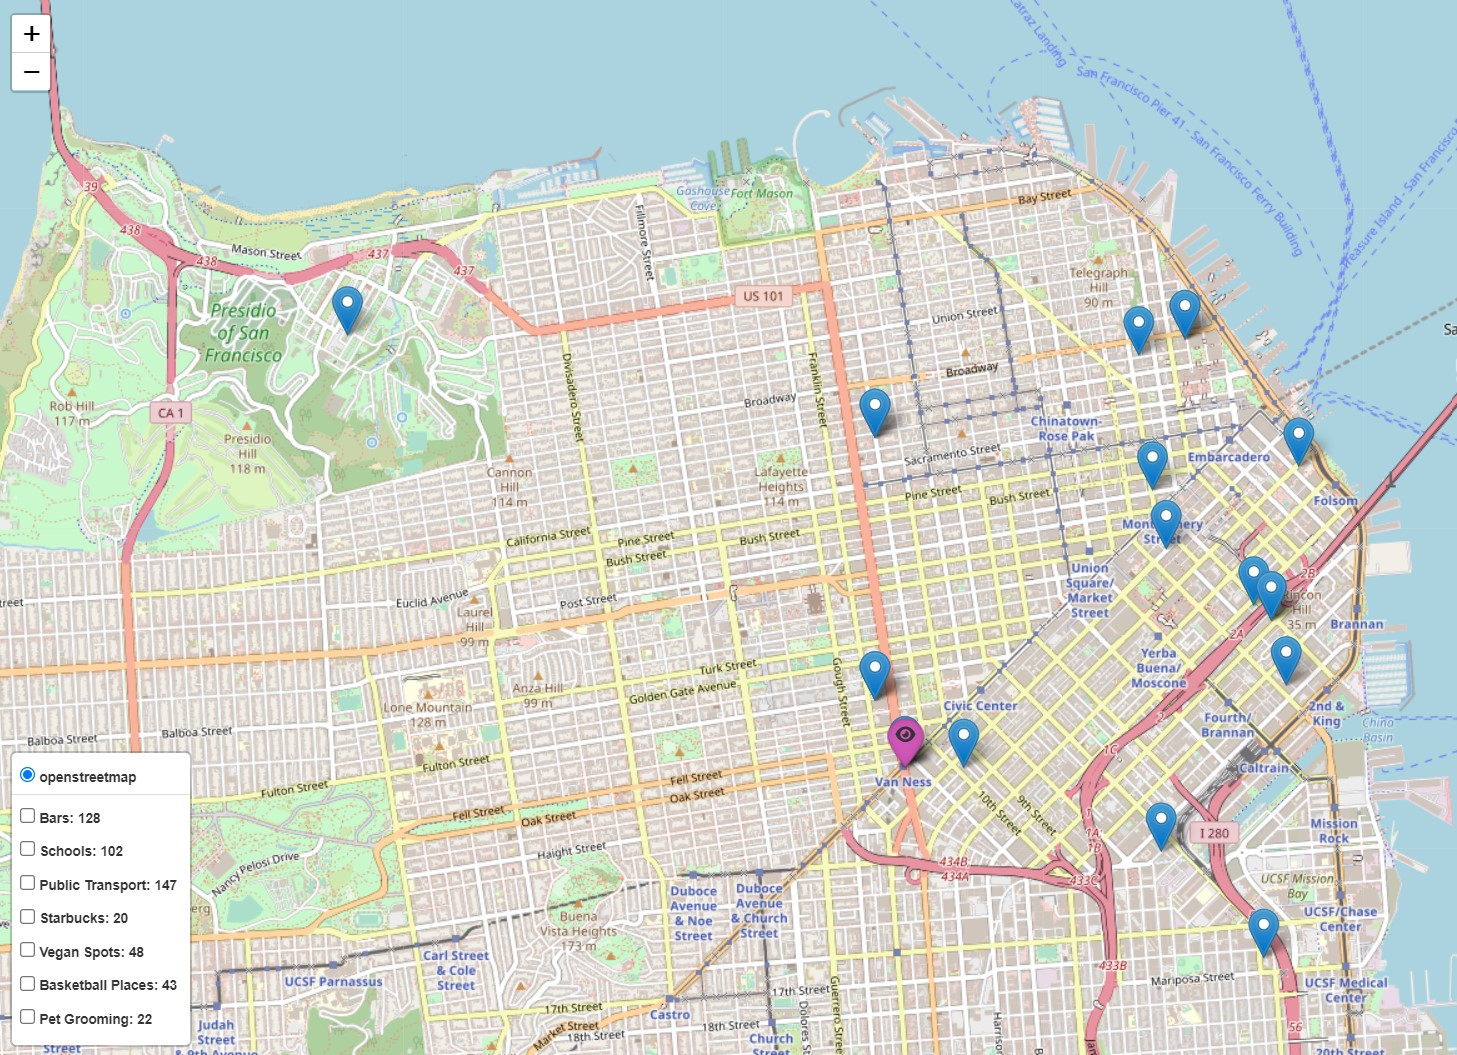 +
−
Alcatraz Landing
San Francisco Pier 41 - San Francisco Ferry Building
Treasure Island
San Francisco
39
438
438
Mason Street
437
437
Gashouse
Cove
Fort Mason
Bay Street
Fillmore Street
US 101
Telegraph
Hill
90 m
Union Street
Presidio
of San
Francisco
Rob Hill
117 m
CA 1
Presidio
Hill
118 m
Divisadero Street
Franklin Street
Broadway
Broadway
Chinatown-
Rose Pak
Embarcadero
Sacramento Street
Cannon
Hill
114 m
Lafayette
Heights
114 m
Pine Street
Bush Street
Folsom
California Street
Pine Street
Bush Street
Bush Street
Union
Square/
Market
Street
2B
Hill
35 m
Brannan
Euclid Avenue
Post Street
Laurel
Hill
99 m
2A
Yerba
Buena/
Moscone
Turk Street
Golden Gate Avenue
Gough Street
Anza Hill
99 m
Lone Mountain
128 m
Civic Center
2
Fourth/
Brannan
2nd &
King
China
Basin
Balboa Street
Balboa Street
1C
Caltrain
Fulton Street
Fulton Street
Van Ness
Fell Street
Oak Street
Fell Street
Oak Street
10th Street
9th Street
1A
1B
I 280
Mission
Rock
Haight Street
Nancy Pelosi Drive
434B
434A
433C
UCSF Mission
Bay
Duboce
Avenue
& Noe
Street
Duboce
Avenue
& Church
Street
Buena
Vista Heights
173 m
UCSF/Chase
Center
Carl Street
& Cole
Street
UCSF Parnassus
433B
Mariposa Street
UCSF Medical
Center
17th Street
17th Street
Castro
Market Street
18th Street
18th Street
Guerrero Street
Church
Street
Judah
Street
& 9th Avenue
Street
56
20th Street
openstreetmap
Bars: 128
Schools: 102
Public Transport: 147
Starbucks: 20
Vegan Spots: 48
Basketball Places: 43
Pet Grooming: 22